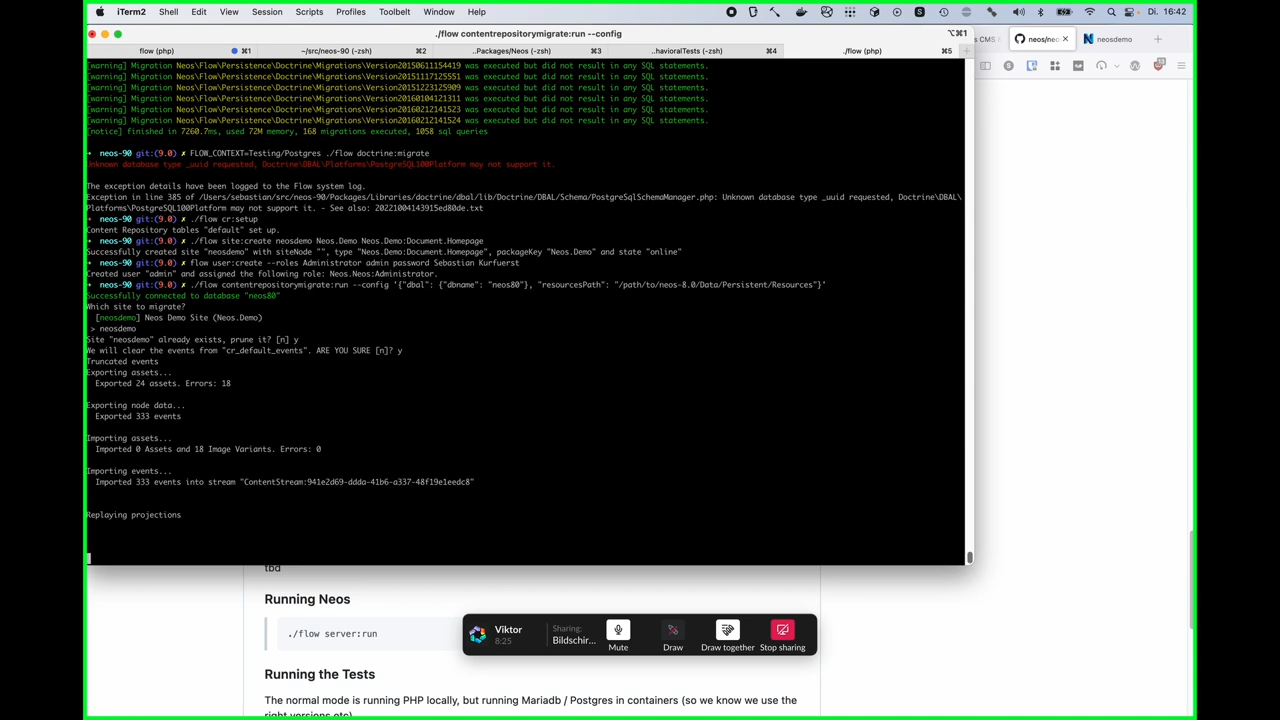 iTerm2 Shell Edit View Session Scripts Profiles Toolbelt Window Help Di. 16:42
./flow contentrepositorymigrate:run --config ⌥⌘1
flow (php) ⌘1 ~/src/neos-90 (-zsh) ⌘2 ..Packages/Neos (-zsh) ⌘3 ..havioralTests (-zsh) ⌘4 ./flow (php) ⌘5
CMS 8 neos/neo neosdemo
[warning] Migration Neos\Flow\Persistence\Doctrine\Migrations\Version20150611154419 was executed but did not result in any SQL statements.
[warning] Migration Neos\Flow\Persistence\Doctrine\Migrations\Version20151117125551 was executed but did not result in any SQL statements.
[warning] Migration Neos\Flow\Persistence\Doctrine\Migrations\Version20151223125909 was executed but did not result in any SQL statements.
[warning] Migration Neos\Flow\Persistence\Doctrine\Migrations\Version20160104121311 was executed but did not result in any SQL statements.
[warning] Migration Neos\Flow\Persistence\Doctrine\Migrations\Version20160212141523 was executed but did not result in any SQL statements.
[warning] Migration Neos\Flow\Persistence\Doctrine\Migrations\Version20160212141524 was executed but did not result in any SQL statements.
[notice] finished in 7260.7ms, used 72M memory, 168 migrations executed, 1058 sql queries
neos-90 git:(9.0) ✗ FLOW_CONTEXT=Testing/Postgres ./flow doctrine:migrate
Unknown database type _uuid requested, Doctrine\DBAL\Platforms\PostgreSQL100Platform may not support it.
The exception details have been logged to the Flow system log.
Exception in line 385 of /Users/sebastian/src/neos-90/Packages/Libraries/doctrine/dbal/lib/Doctrine/DBAL/Schema/PostgreSqlSchemaManager.php: Unknown database type _uuid requested, Doctrine\DBAL\
Platforms\PostgreSQL100Platform may not support it. - See also: 20221004143915ed80de.txt
neos-90 git:(9.0) ✗ ./flow cr:setup
Content Repository tables "default" set up.
neos-90 git:(9.0) ✗ ./flow site:create neosdemo Neos.Demo Neos.Demo:Document.Homepage
Successfully created site "neosdemo" with siteNode "", type "Neos.Demo:Document.Homepage", packageKey "Neos.Demo" and state "online"
neos-90 git:(9.0) ✗ flow user:create --roles Administrator admin password Sebastian Kurfuerst
Created user "admin" and assigned the following role: Neos.Neos:Administrator.
neos-90 git:(9.0) ✗ ./flow contentrepositorymigrate:run --config '{"dbal": {"dbname": "neos80"}, "resourcesPath": "/path/to/neos-8.0/Data/Persistent/Resources"}'
Successfully connected to database "neos80"
Which site to migrate?
[neosdemo] Neos Demo Site (Neos.Demo)
> neosdemo
Site "neosdemo" already exists, prune it? [n] y
We will clear the events from "cr_default_events". ARE YOU SURE [n]? y
Truncated events
Exporting assets...
Exported 24 assets. Errors: 18
Exporting node data...
Exported 333 events
Importing assets...
Imported 0 Assets and 18 Image Variants. Errors: 0
Importing events...
Imported 333 events into stream "ContentStream:941e2d69-ddda-41b6-a337-48f19e1eedc8"
Replaying projections
tbd
Running Neos
./flow server:run
Viktor
8:25
Sharing:
Bildschir...
Mute Draw Draw together Stop sharing
Running the Tests
The normal mode is running PHP locally, but running Mariadb / Postgres in containers (so we know we use the
right versions etc)